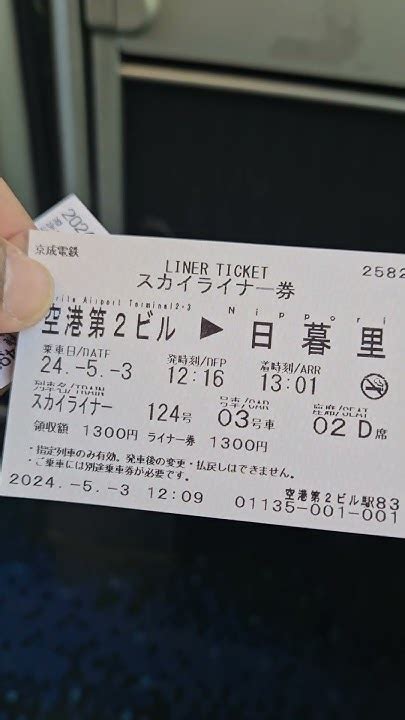 京成電鉄
LINER TICKET
2582
スカイライナー券
Airport Terminal2・3
Nippori
空港第2ビル ▶ 日暮里
乗車日/DATE 発時刻/DEP 着時刻/ARR
24.-5.-3 12:16 13:01
列車名/TRAIN 号車/CAR 座席/SEAT
スカイライナー 124号 03号車 02D席
領収額 1300円 ライナー券 1300円
・指定列車のみ有効。発車後の変更・払戻しはできません。
・ご乗車には別途乗車券が必要です。
2024.-5.-3 12:09 空港第2ビル駅83
01135-001-001